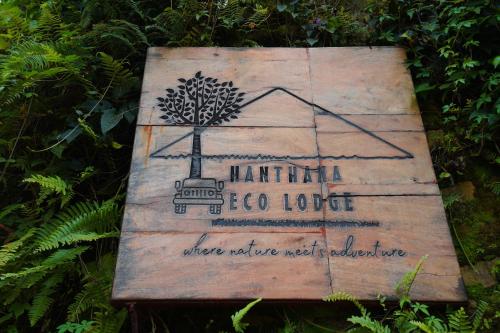 HANTHANA
ECO LODGE
where nature meets adventure